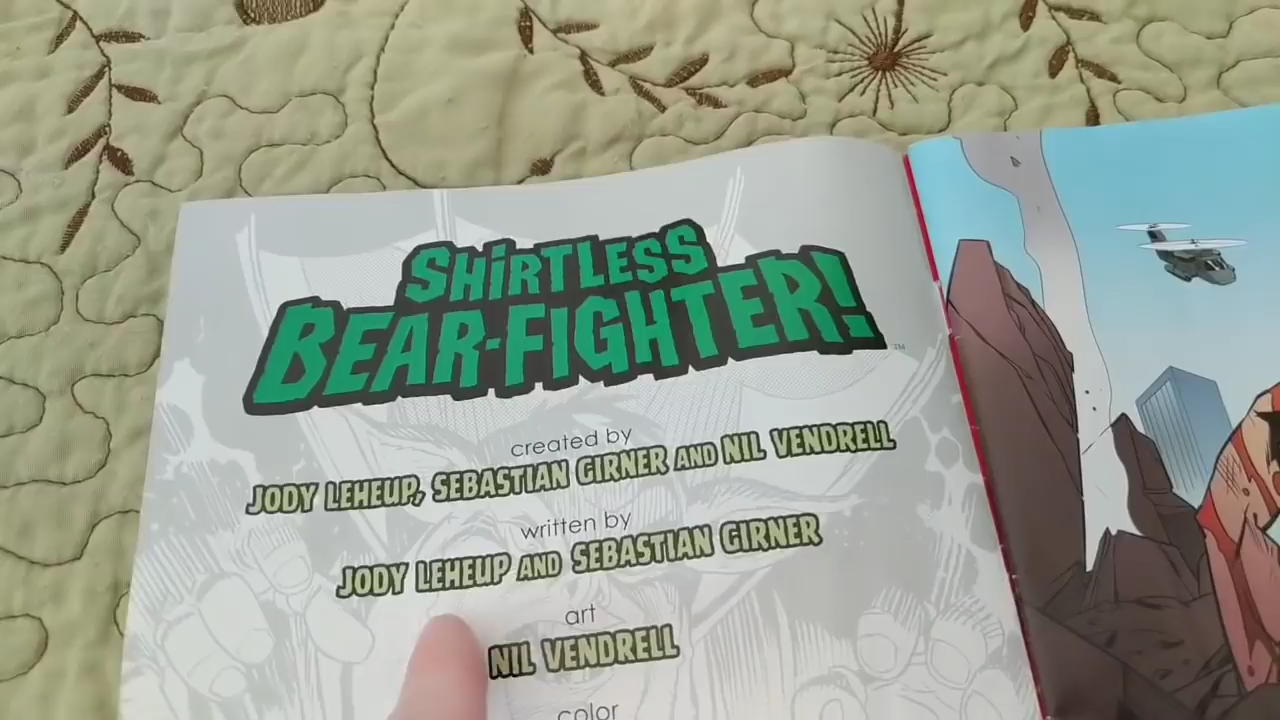 SHIRTLESS
BEAR-FIGHTER!
TM
created by
JODY LEHEUP, SEBASTIAN GIRNER AND NIL VENDRELL
written by
JODY LEHEUP AND SEBASTIAN GIRNER
art
NIL VENDRELL
color